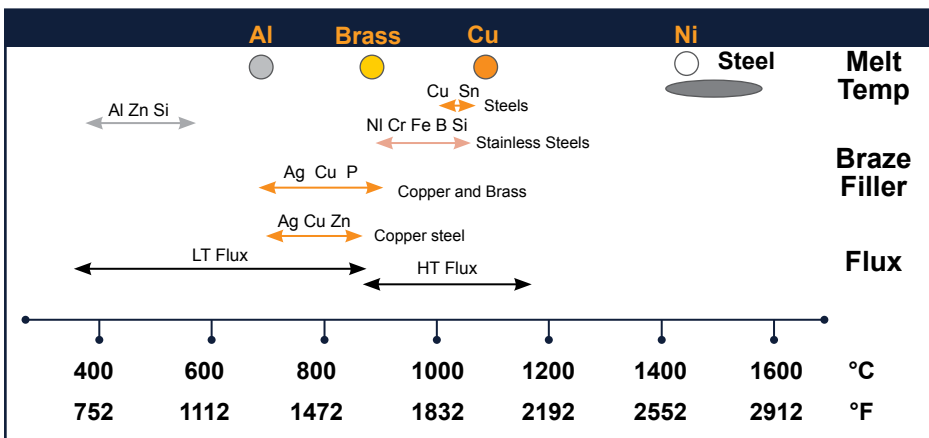 Al Brass Cu Ni
Steel
Melt
Temp
Cu Sn
Steels
Al Zn Si
NI Cr Fe B Si
Stainless Steels
Braze
Filler
Ag Cu P
Copper and Brass
Ag Cu Zn
Copper steel
LT Flux
HT Flux
Flux
400 600 800 1000 1200 1400 1600 °C
752 1112 1472 1832 2192 2552 2912 °F